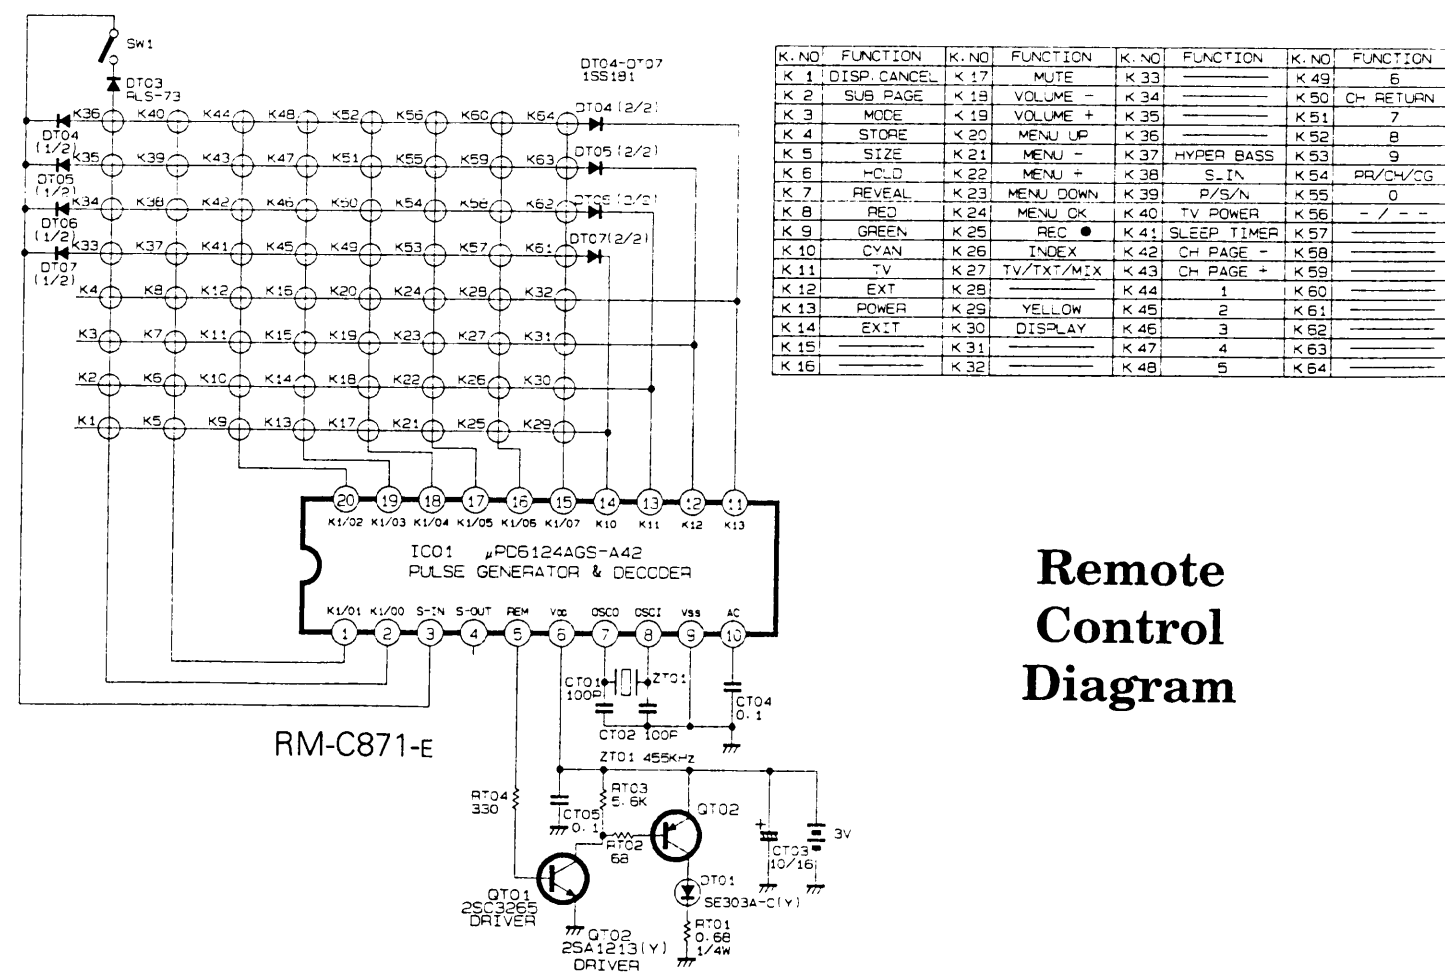 SW1
DT03
RLS-73
DT04-DT07
1SS181
K36 K40 K44 K48 K52 K56 K60 K64 DT04(2/2)
DT04
(1/2)
K35 K39 K43 K47 K51 K55 K59 K63 DT05(2/2)
DT05
(1/2)
K34 K38 K42 K46 K50 K54 K58 K62 DT06(2/2)
DT06
(1/2)
K33 K37 K41 K45 K49 K53 K57 K61 DT07(2/2)
DT07
(1/2)
K4 K8 K12 K16 K20 K24 K28 K32
K3 K7 K11 K15 K19 K23 K27 K31
K2 K6 K10 K14 K18 K22 K26 K30
K1 K5 K9 K13 K17 K21 K25 K29
K.NO FUNCTION K.NO FUNCTION K.NO FUNCTION K.NO FUNCTION
K 1 DISP.CANCEL K 17 MUTE K 33 K 49 6
K 2 SUB PAGE K 18 VOLUME - K 34 K 50 CH RETURN
K 3 MODE K 19 VOLUME + K 35 K 51 7
K 4 STORE K 20 MENU UP K 36 K 52 8
K 5 SIZE K 21 MENU - K 37 HYPER BASS K 53 9
K 6 HOLD K 22 MENU + K 38 S_IN K 54 PR/CH/CG
K 7 REVEAL K 23 MENU DOWN K 39 P/S/N K 55 0
K 8 RED K 24 MENU OK K 40 TV POWER K 56 - / - -
K 9 GREEN K 25 REC ● K 41 SLEEP TIMER K 57
K 10 CYAN K 26 INDEX K 42 CH PAGE - K 58
K 11 TV K 27 TV/TXT/MIX K 43 CH PAGE + K 59
K 12 EXT K 28 K 44 1 K 60
K 13 POWER K 29 YELLOW K 45 2 K 61
K 14 EXIT K 30 DISPLAY K 46 3 K 62
K 15 K 31 K 47 4 K 63
K 16 K 32 K 48 5 K 64
20 19 18 17 16 15 14 13 12 11
K1/02 K1/03 K1/04 K1/05 K1/06 K1/07 K10 K11 K12 K13
IC01 μPD6124AGS-A42
PULSE GENERATOR & DECODER
K1/01 K1/00 S-IN S-OUT REM VDD OSCO OSCI Vss AC
1 2 3 4 5 6 7 8 9 10
Remote
Control
Diagram
CT01
100P
ZT01
CT04
0.1
CT02 100P
RM-C871-E
ZT01 455KHz
RT04
330
CT05
0.1
RT03
5.6K
RT02
68
QT02
CT03
10/16
3V
QT01
2SC3265
DRIVER
DT01
SE303A-C(Y)
RT01
0.68
1/4W
QT02
2SA1213(Y)
DRIVER